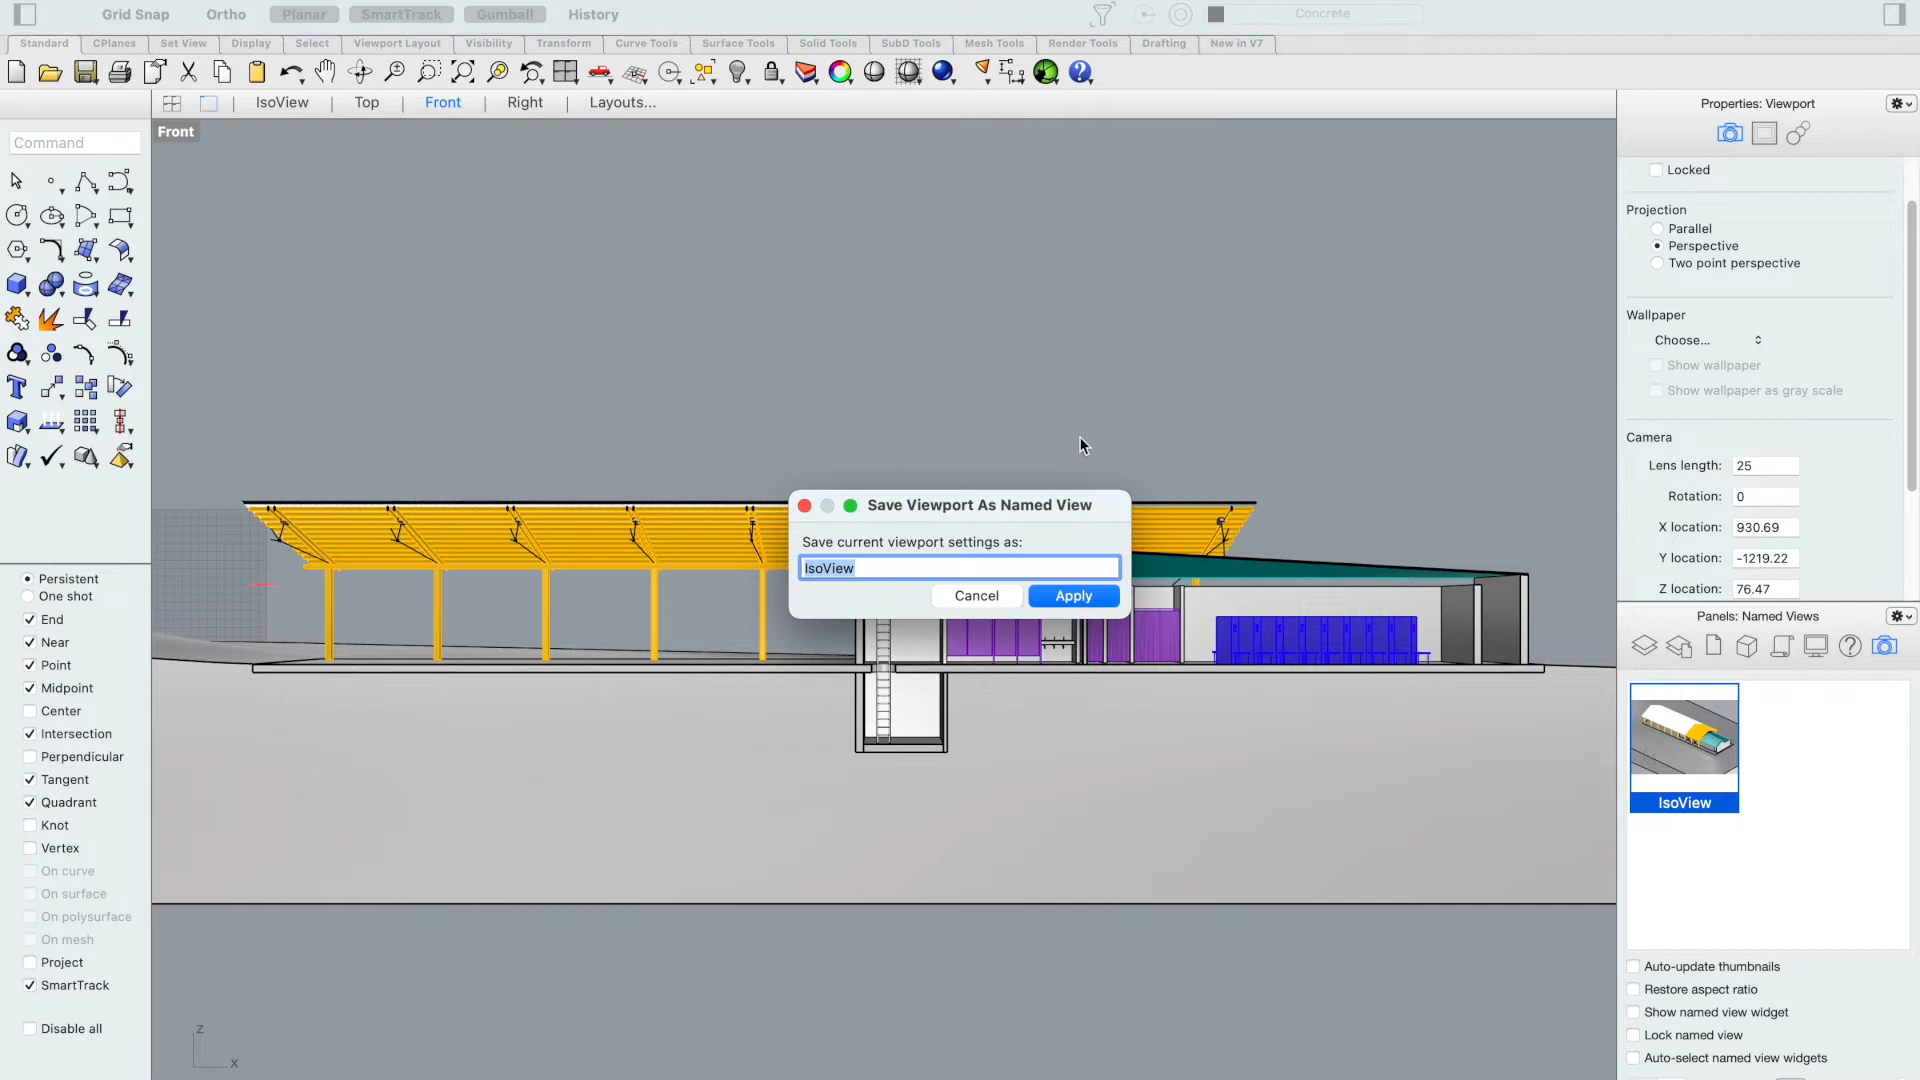 Grid Snap Ortho Planar SmartTrack Gumball History Concrete
Standard CPlanes Set View Display Select Viewport Layout Visibility Transform Curve Tools Surface Tools Solid Tools SubD Tools Mesh Tools Render Tools Drafting New in V7
IsoView | Top | Front | Right | Layouts...
Front
Command
Persistent
One shot
End
Near
Point
Midpoint
Center
Intersection
Perpendicular
Tangent
Quadrant
Knot
Vertex
On curve
On surface
On polysurface
On mesh
Project
SmartTrack
Disable all
Save Viewport As Named View
Save current viewport settings as:
IsoView
Cancel Apply
z
x
Properties: Viewport
Locked
Projection
Parallel
Perspective
Two point perspective
Wallpaper
Choose...
Show wallpaper
Show wallpaper as gray scale
Camera
Lens length: 25
Rotation: 0
X location: 930.69
Y location: -1219.22
Z location: 76.47
Panels: Named Views
IsoView
Auto-update thumbnails
Restore aspect ratio
Show named view widget
Lock named view
Auto-select named view widgets